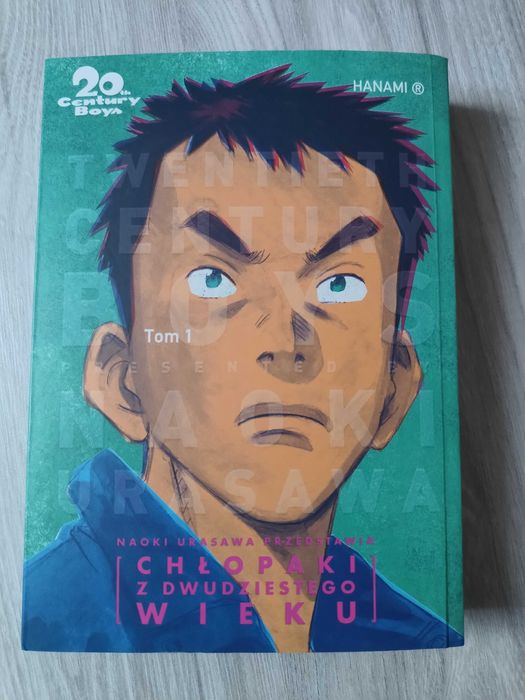 20th
Century
Boys
HANAMI ®
TWENTIETH
CENTURY
BOYS
Tom 1
PRESENTED BY
NAOKI
URASAWA
NAOKI URASAWA PRZEDSTAWIA
[CHŁOPAKI
Z DWUDZIESTEGO
WIEKU]